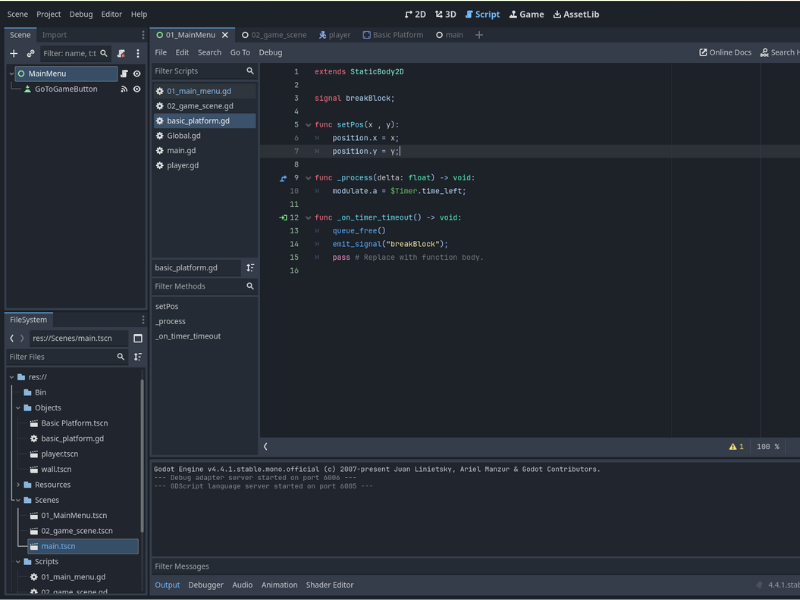 Scene Project Debug Editor Help
2D 3D Script Game AssetLib
Scene Import
Filter: name, t:t
MainMenu
GoToGameButton
FileSystem
res://Scenes/main.tscn
Filter Files
res://
Bin
Objects
Basic Platform.tscn
basic_platform.gd
player.tscn
wall.tscn
Resources
Scenes
01_MainMenu.tscn
02_game_scene.tscn
main.tscn
Scripts
01_main_menu.gd
02_game_scene.gd
01_MainMenu 02_game_scene player Basic Platform main
File Edit Search Go To Debug
Online Docs Search H
Filter Scripts
01_main_menu.gd
02_game_scene.gd
basic_platform.gd
Global.gd
main.gd
player.gd
basic_platform.gd
Filter Methods
setPos
_process
_on_timer_timeout
1 extends StaticBody2D
2
3 signal breakBlock;
4
5 func setPos(x , y):
6 position.x = x;
7 position.y = y;
8
9 func _process(delta: float) -> void:
10 modulate.a = $Timer.time_left;
11
12 func _on_timer_timeout() -> void:
13 queue_free()
14 emit_signal("breakBlock");
15 pass # Replace with function body.
16
1 100 %
Godot Engine v4.4.1.stable.mono.official (c) 2007-present Juan Linietsky, Ariel Manzur & Godot Contributors.
--- Debug adapter server started on port 6006 ---
--- GDScript language server started on port 6005 ---
Filter Messages
Output Debugger Audio Animation Shader Editor
4.4.1.stab